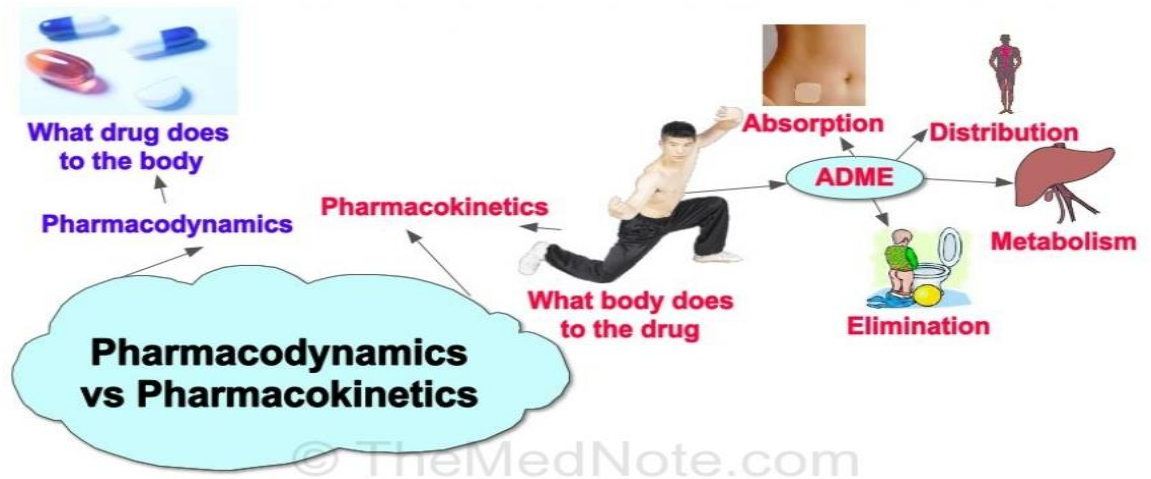 What drug does
to the body
Pharmacodynamics
Pharmacokinetics
Absorption
Distribution
ADME
Metabolism
What body does
to the drug
Elimination
Pharmacodynamics
vs Pharmacokinetics
© TheMedNote.com